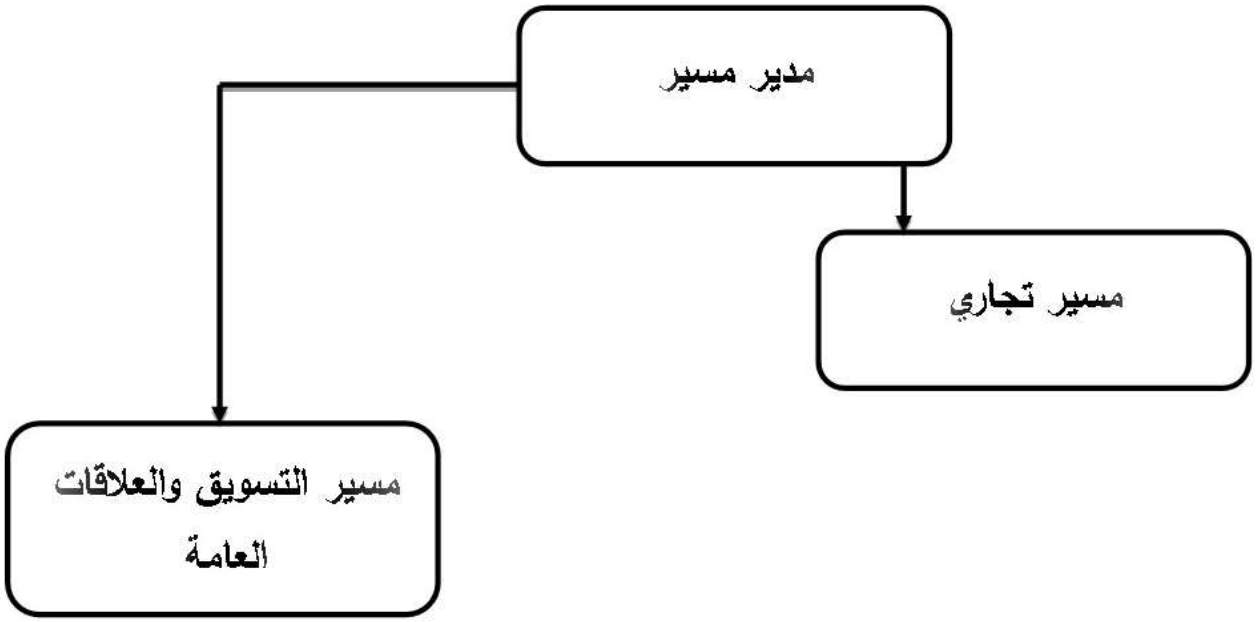 مدير مسير
مسير تجاري
مسير التسويق والعلاقات
العامة